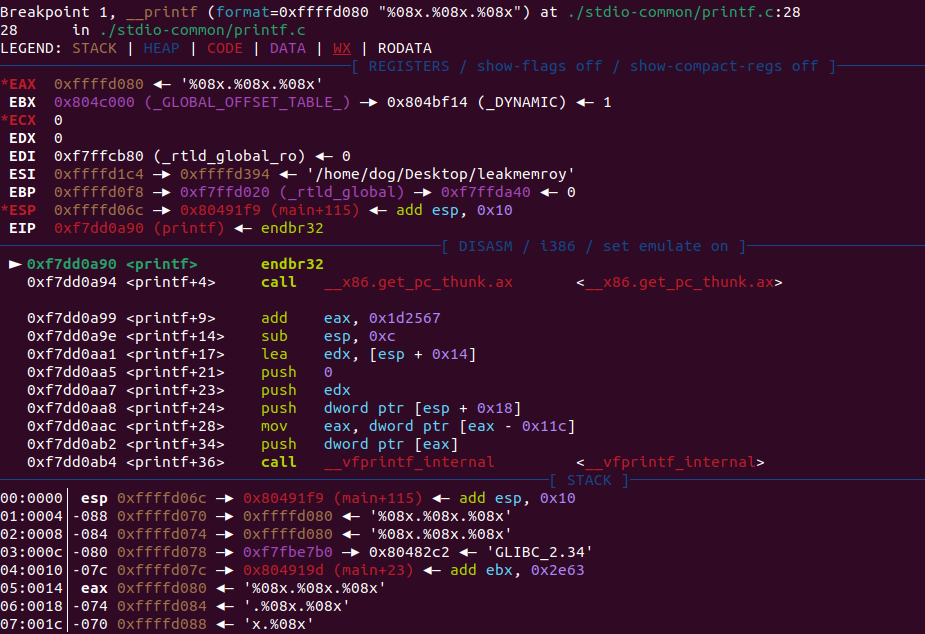 Breakpoint 1, __printf (format=0xffffd080 "%08x.%08x.%08x") at ./stdio-common/printf.c:28
28      in ./stdio-common/printf.c
LEGEND: STACK | HEAP | CODE | DATA | WX | RODATA
[ REGISTERS / show-flags off / show-compact-regs off ]
*EAX  0xffffd080 ◂— '%08x.%08x.%08x'
 EBX  0x804c000 (_GLOBAL_OFFSET_TABLE_) —▸ 0x804bf14 (_DYNAMIC) ◂— 1
*ECX  0
 EDX  0
 EDI  0xf7ffcb80 (_rtld_global_ro) ◂— 0
 ESI  0xffffd1c4 —▸ 0xffffd394 ◂— '/home/dog/Desktop/leakmemroy'
 EBP  0xffffd0f8 —▸ 0xf7ffd020 (_rtld_global) —▸ 0xf7ffda40 ◂— 0
*ESP  0xffffd06c —▸ 0x80491f9 (main+115) ◂— add esp, 0x10
 EIP  0xf7dd0a90 (printf) ◂— endbr32
[ DISASM / i386 / set emulate on ]
 ► 0xf7dd0a90 <printf>       endbr32
   0xf7dd0a94 <printf+4>     call   __x86.get_pc_thunk.ax       <__x86.get_pc_thunk.ax>
   0xf7dd0a99 <printf+9>     add    eax, 0x1d2567
   0xf7dd0a9e <printf+14>    sub    esp, 0xc
   0xf7dd0aa1 <printf+17>    lea    edx, [esp + 0x14]
   0xf7dd0aa5 <printf+21>    push   0
   0xf7dd0aa7 <printf+23>    push   edx
   0xf7dd0aa8 <printf+24>    push   dword ptr [esp + 0x18]
   0xf7dd0aac <printf+28>    mov    eax, dword ptr [eax - 0x11c]
   0xf7dd0ab2 <printf+34>    push   dword ptr [eax]
   0xf7dd0ab4 <printf+36>    call   __vfprintf_internal         <__vfprintf_internal>
[ STACK ]
00:0000│ esp 0xffffd06c —▸ 0x80491f9 (main+115) ◂— add esp, 0x10
01:0004│-088 0xffffd070 —▸ 0xffffd080 ◂— '%08x.%08x.%08x'
02:0008│-084 0xffffd074 —▸ 0xffffd080 ◂— '%08x.%08x.%08x'
03:000c│-080 0xffffd078 —▸ 0xf7fbe7b0 —▸ 0x80482c2 ◂— 'GLIBC_2.34'
04:0010│-07c 0xffffd07c —▸ 0x804919d (main+23) ◂— add ebx, 0x2e63
05:0014│ eax 0xffffd080 ◂— '%08x.%08x.%08x'
06:0018│-074 0xffffd084 ◂— '.%08x.%08x'
07:001c│-070 0xffffd088 ◂— 'x.%08x'